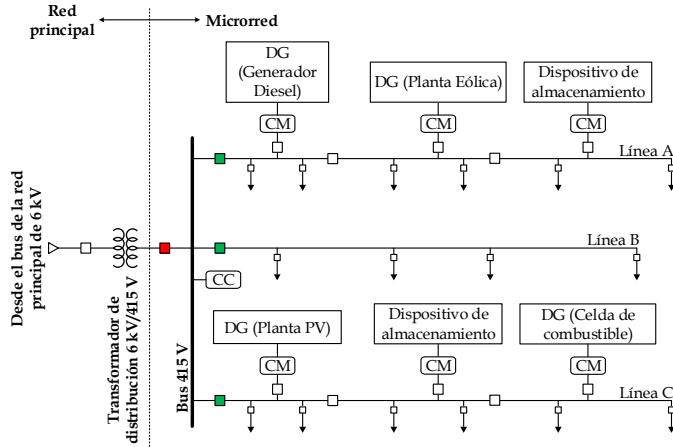 Red
principal
Microrred
DG
(Generador
Diesel)
DG (Planta Eólica)
Dispositivo de
almacenamiento
CM
CM
CM
Línea A
Desde el bus de la red
principal de 6 kV
Línea B
CC
Transformador de
distribución 6 kV/415 V
Bus 415 V
DG (Planta PV)
Dispositivo de
almacenamiento
DG (Celda de
combustible)
CM
CM
CM
Línea C